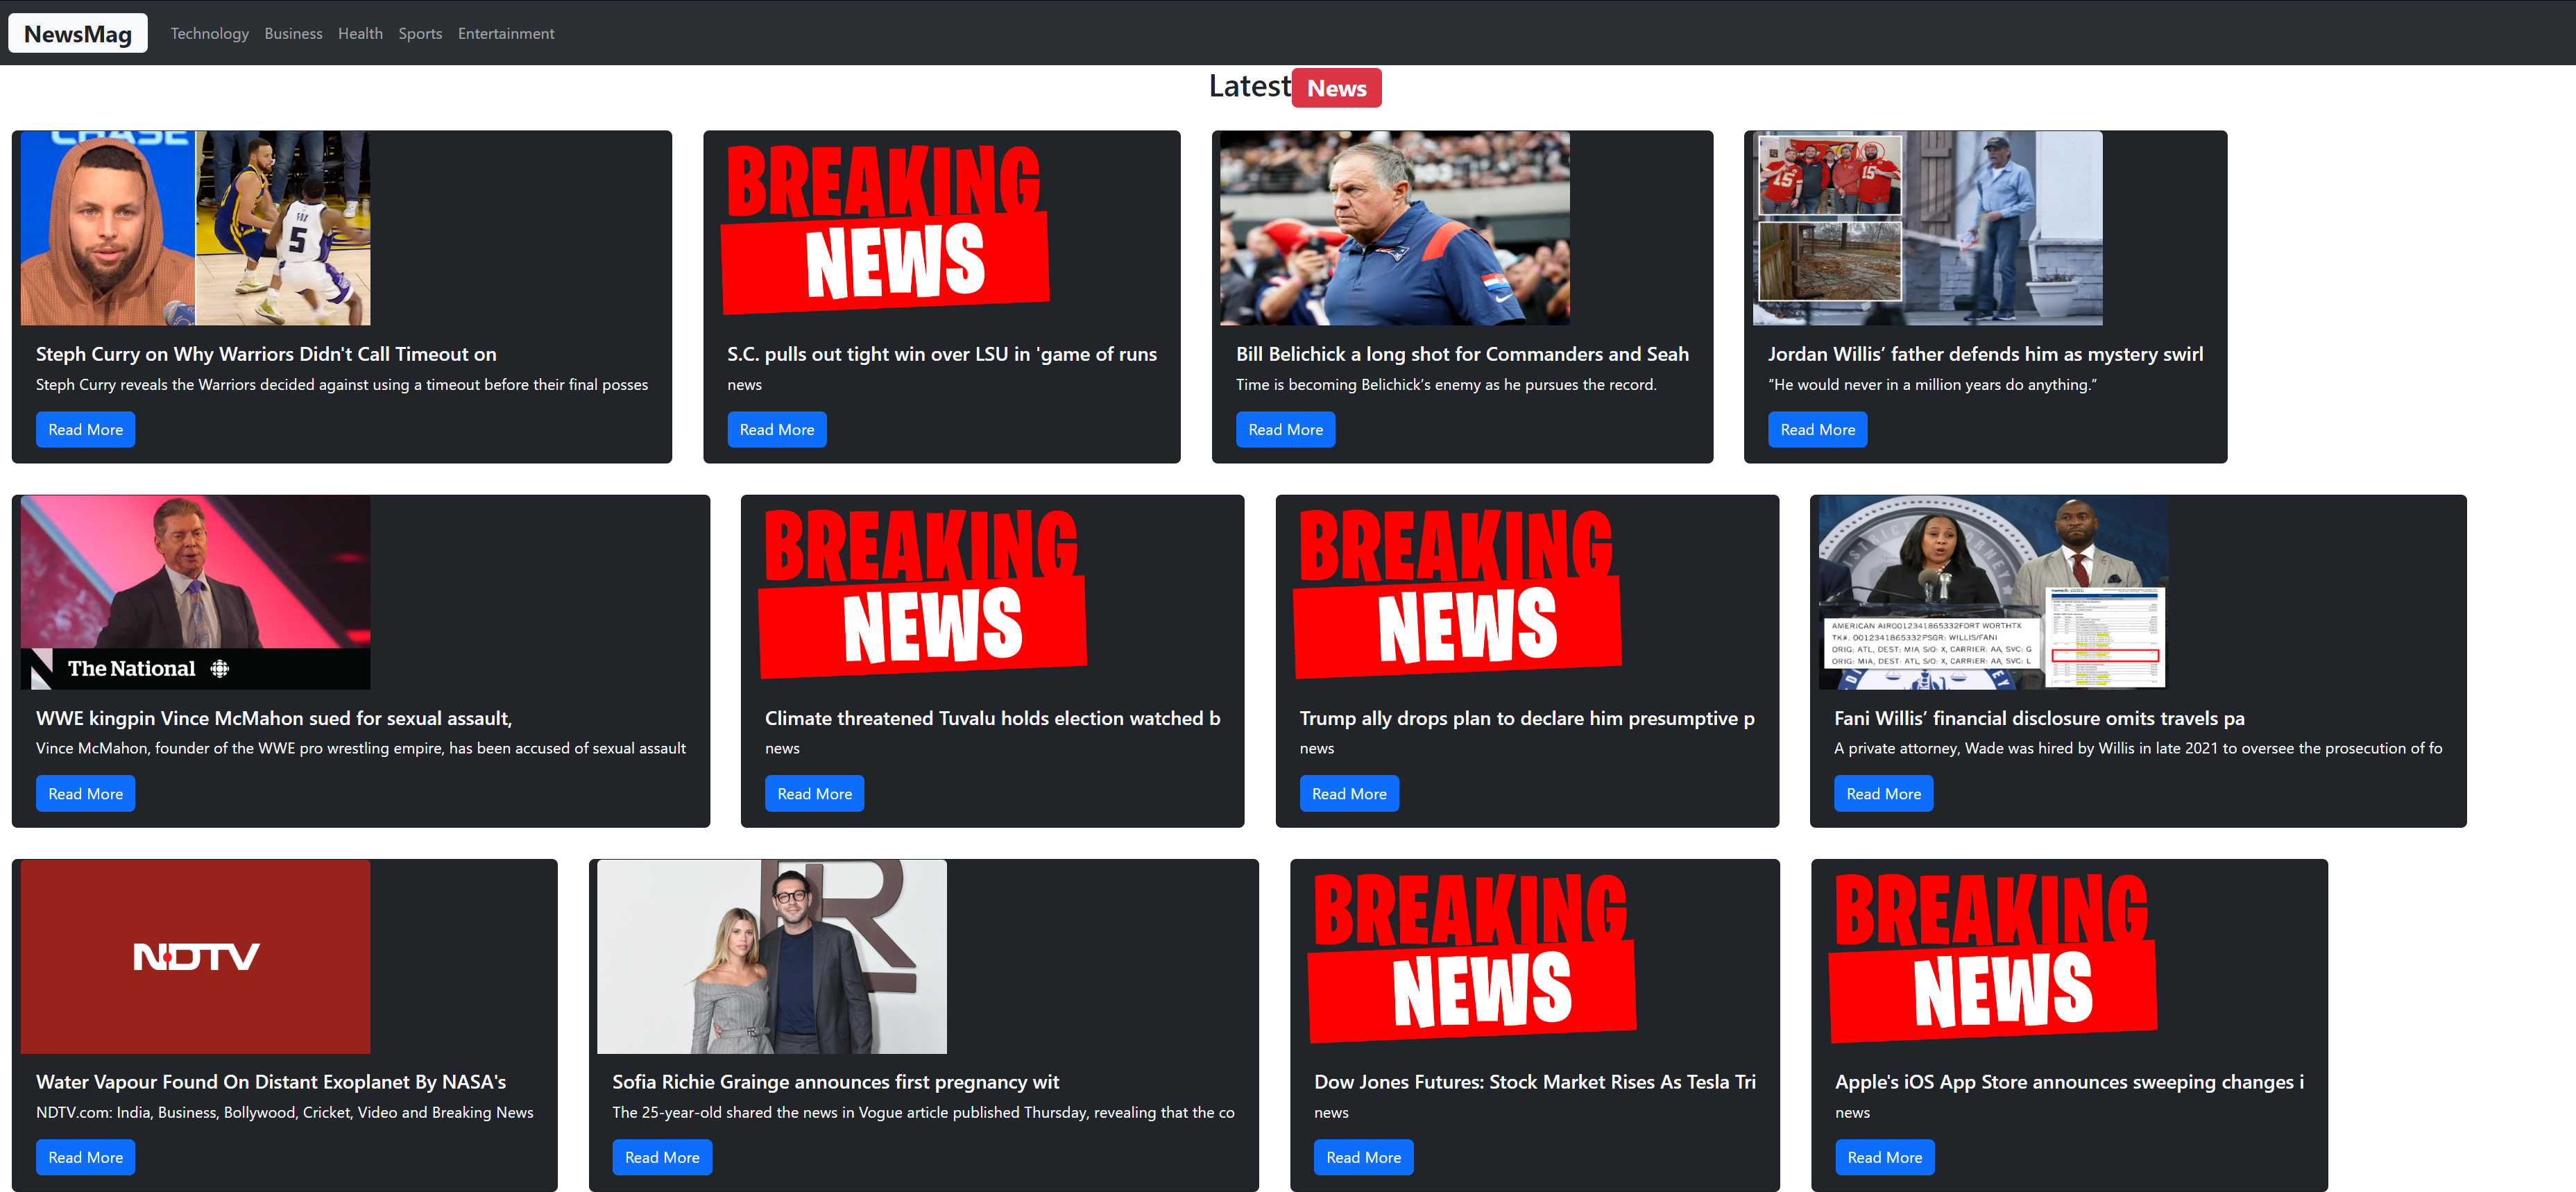 NewsMag Technology Business Health Sports Entertainment
Latest News
CHASE
FOX
5
BREAKING
NEWS
15
15
Steph Curry on Why Warriors Didn't Call Timeout on
Steph Curry reveals the Warriors decided against using a timeout before their final posses
Read More
S.C. pulls out tight win over LSU in 'game of runs
news
Read More
Bill Belichick a long shot for Commanders and Seah
Time is becoming Belichick’s enemy as he pursues the record.
Read More
Jordan Willis’ father defends him as mystery swirl
“He would never in a million years do anything.”
Read More
N The National
BREAKING
NEWS
BREAKING
NEWS
AMERICAN AIR0012341865332FORT WORTHTX
TK#: 0012341865332PSGR: WILLIS/FANI
ORIG: ATL, DEST: MIA, S/O: X, CARRIER: AA, SVC: G
ORIG: MIA, DEST: ATL, S/O: X, CARRIER: AA, SVC: L
WWE kingpin Vince McMahon sued for sexual assault,
Vince McMahon, founder of the WWE pro wrestling empire, has been accused of sexual assault
Read More
Climate threatened Tuvalu holds election watched b
news
Read More
Trump ally drops plan to declare him presumptive p
news
Read More
Fani Willis’ financial disclosure omits travels pa
A private attorney, Wade was hired by Willis in late 2021 to oversee the prosecution of fo
Read More
NDTV
R
BREAKING
NEWS
BREAKING
NEWS
Water Vapour Found On Distant Exoplanet By NASA's
NDTV.com: India, Business, Bollywood, Cricket, Video and Breaking News
Read More
Sofia Richie Grainge announces first pregnancy wit
The 25-year-old shared the news in Vogue article published Thursday, revealing that the co
Read More
Dow Jones Futures: Stock Market Rises As Tesla Tri
news
Read More
Apple's iOS App Store announces sweeping changes i
news
Read More